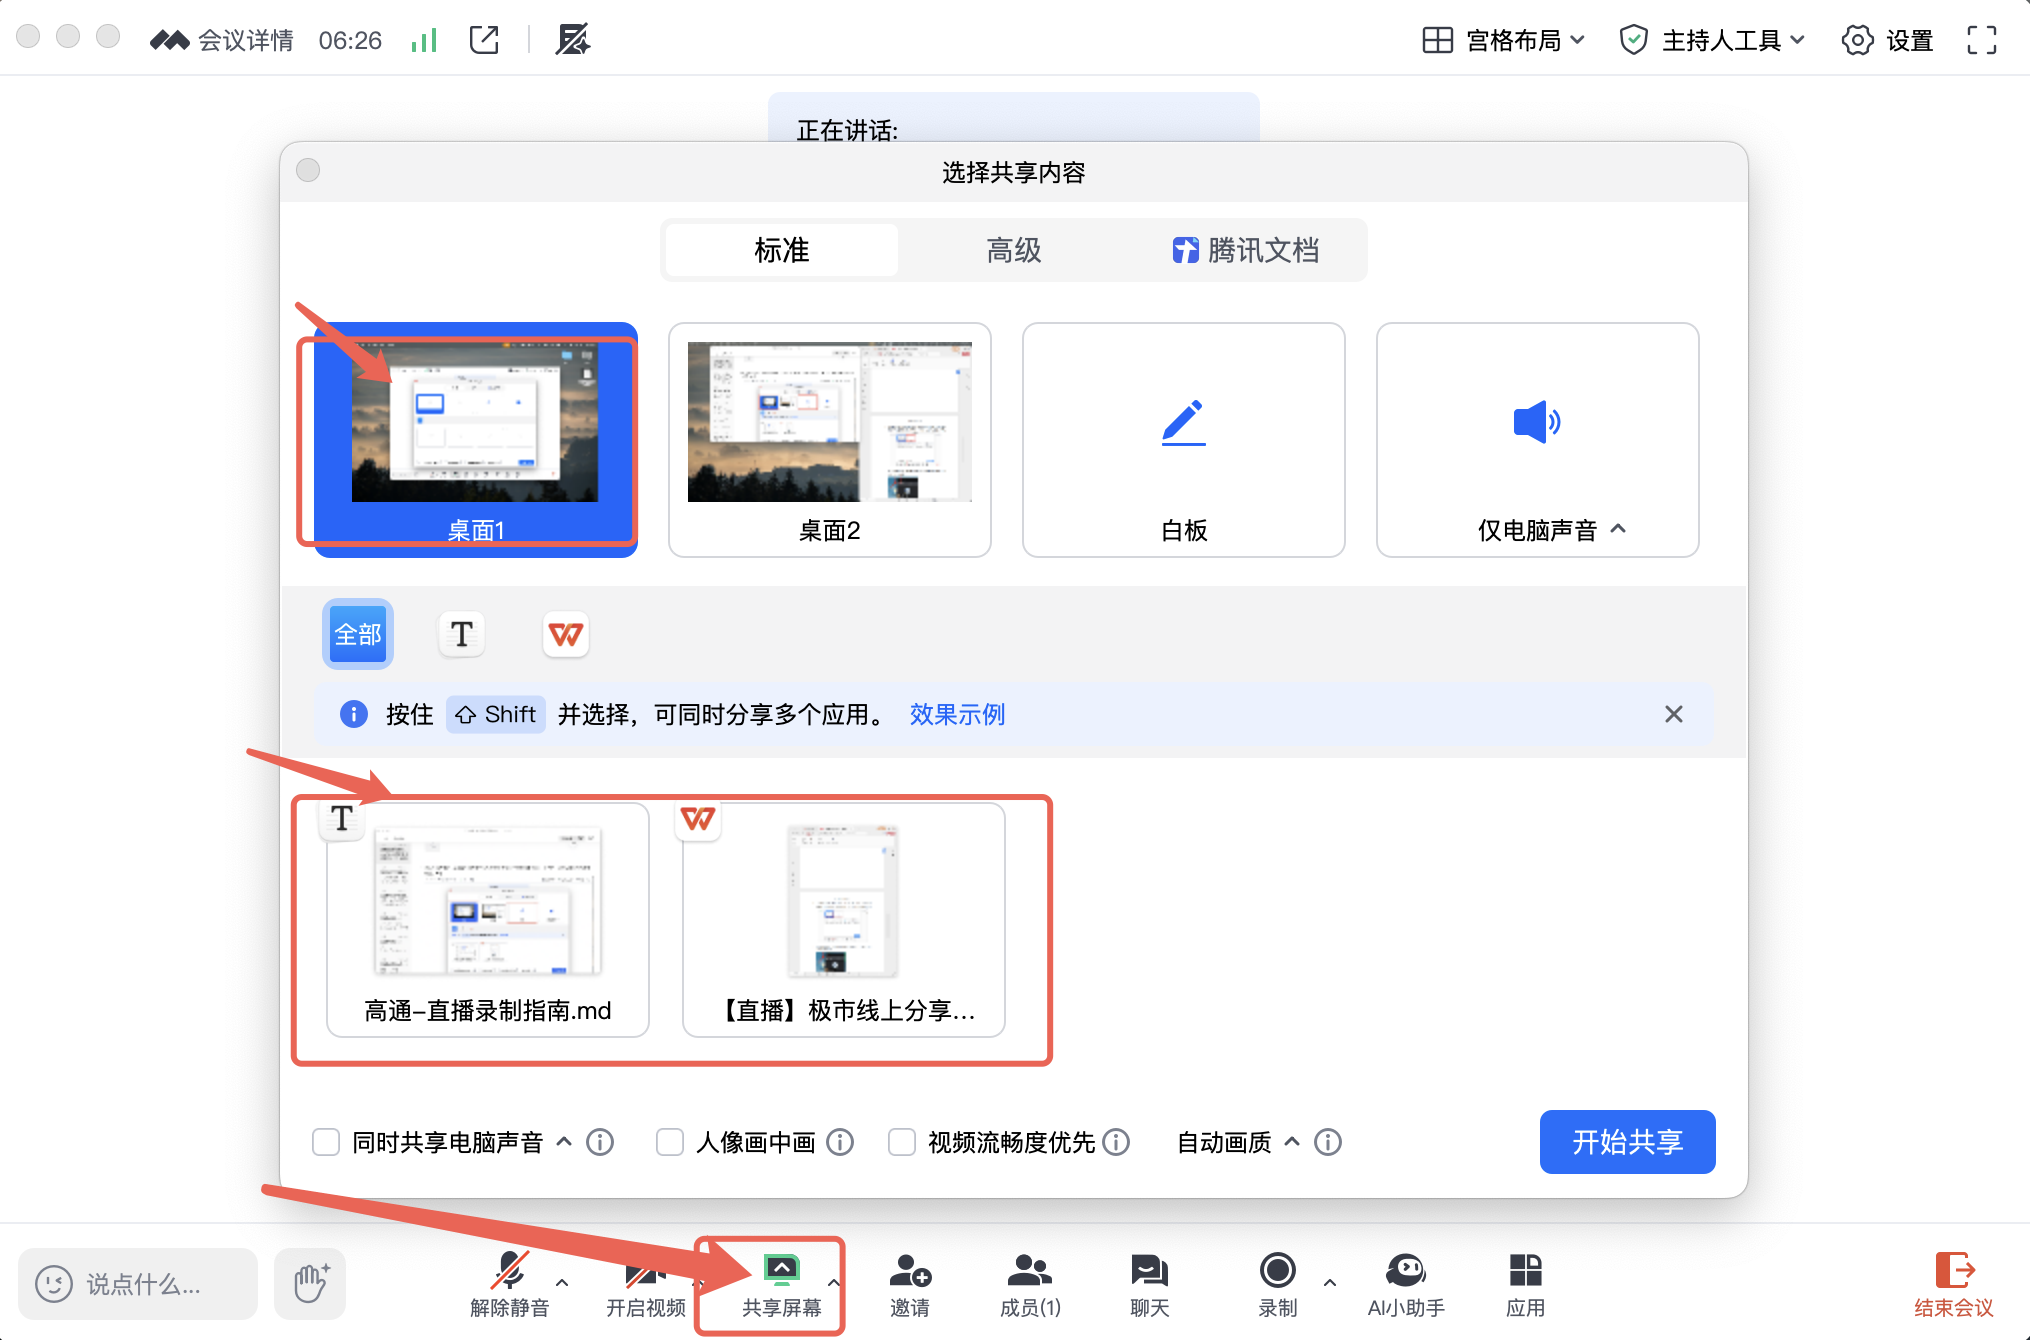 会议详情 06:26 宫格布局 主持人工具 设置
正在讲话:
选择共享内容
标准 高级 腾讯文档
桌面1 桌面2 白板 仅电脑声音
全部 T
按住 Shift 并选择，可同时分享多个应用。 效果示例
T
高通-直播录制指南.md 【直播】极市线上分享...
同时共享电脑声音 人像画中画 视频流畅度优先 自动画质 开始共享
说点什么... 解除静音 开启视频 共享屏幕 邀请 成员(1) 聊天 录制 AI小助手 应用 结束会议